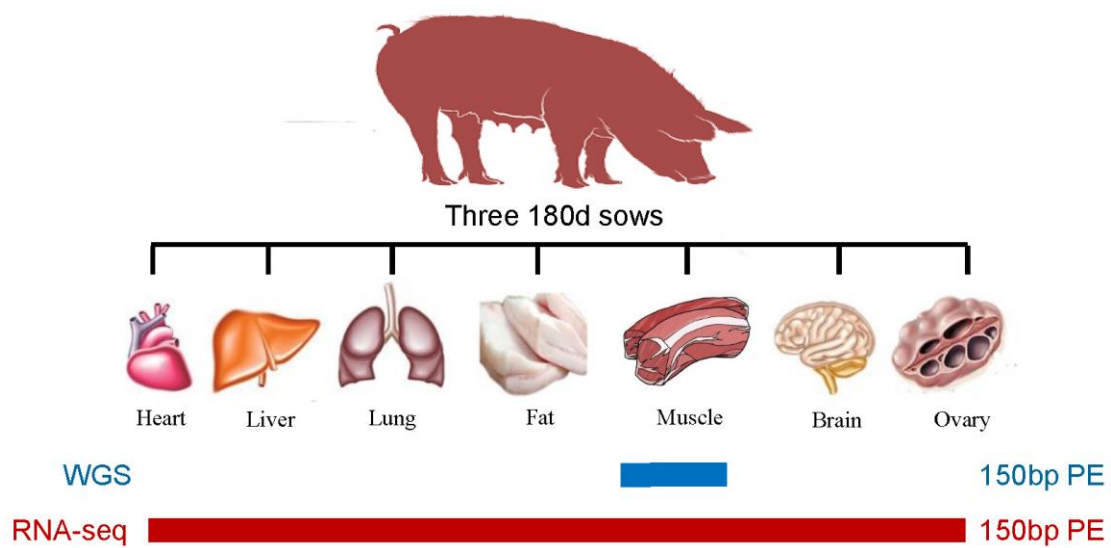 Three 180d sows
Heart Liver Lung Fat Muscle Brain Ovary
WGS 150bp PE
RNA-seq 150bp PE